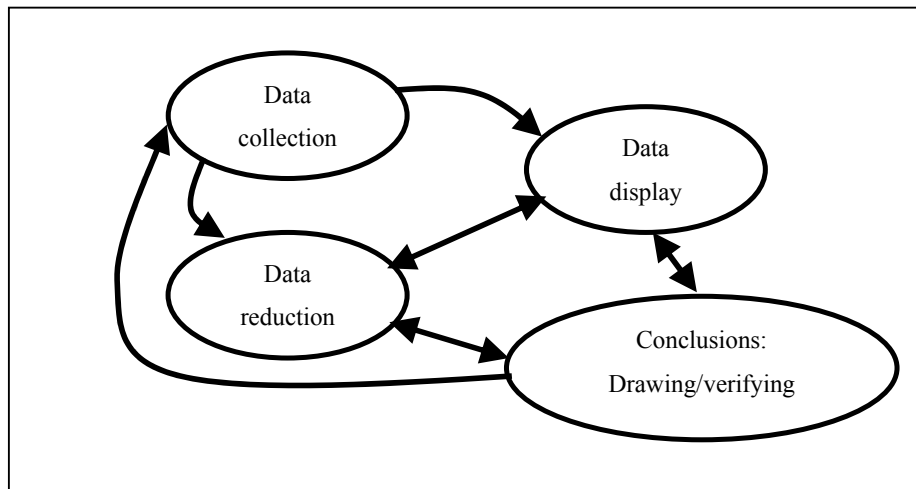 Data
collection
Data
display
Data
reduction
Conclusions:
Drawing/verifying